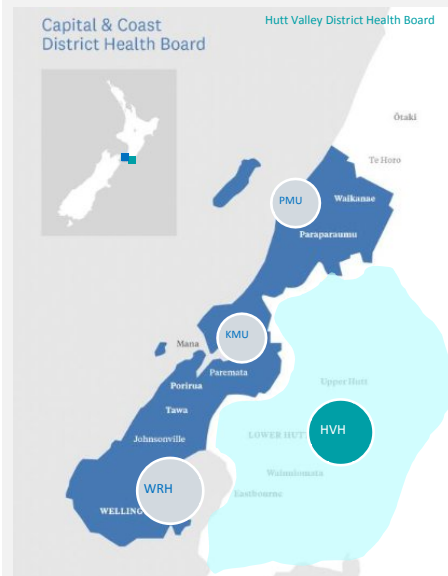 Capital & Coast
District Health Board
Hutt Valley District Health Board
Ōtaki
Te Horo
PMU
Waikanae
Paraparaumu
KMU
Mana
Paremata
Porirua
Upper Hutt
Tawa
HVH
LOWER HUT
Johnsonville
Wainuiomata
WRH
Eastbourne
WELLING